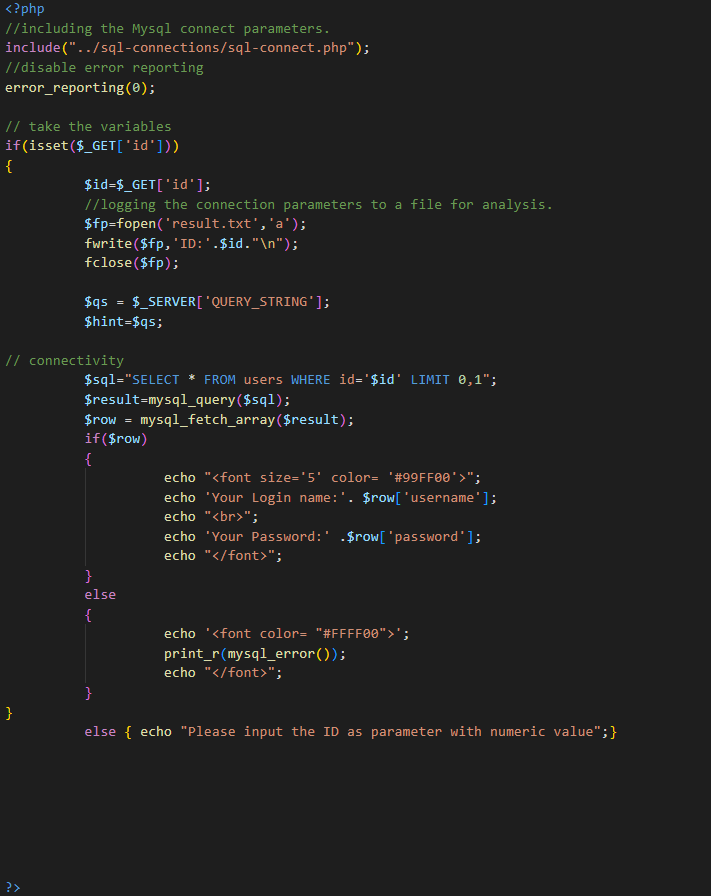 <?php
//including the Mysql connect parameters.
include("../sql-connections/sql-connect.php");
//disable error reporting
error_reporting(0);
// take the variables
if(isset($_GET['id']))
{
$id=$_GET['id'];
//logging the connection parameters to a file for analysis.
$fp=fopen('result.txt','a');
fwrite($fp,'ID:'.$id."\n");
fclose($fp);
$qs = $_SERVER['QUERY_STRING'];
$hint=$qs;
// connectivity
$sql="SELECT * FROM users WHERE id='$id' LIMIT 0,1";
$result=mysql_query($sql);
$row = mysql_fetch_array($result);
if($row)
{
echo "<font size='5' color= '#99FF00'>";
echo 'Your Login name:'. $row['username'];
echo "<br>";
echo 'Your Password:' .$row['password'];
echo "</font>";
}
else
{
echo '<font color= "#FFFF00">';
print_r(mysql_error());
echo "</font>";
}
}
else { echo "Please input the ID as parameter with numeric value";}
?>